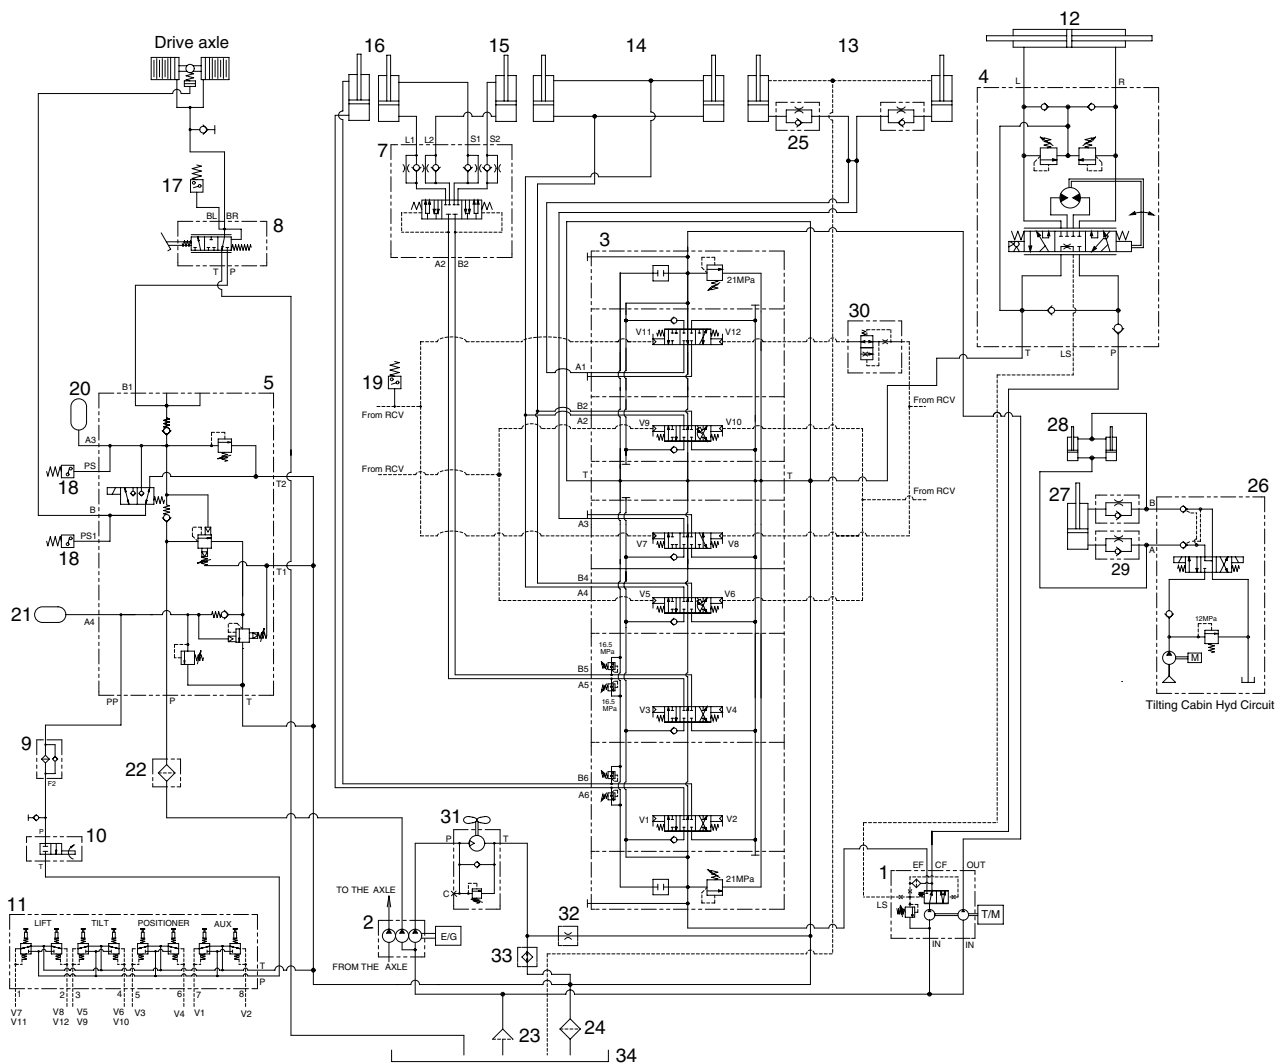 12
Drive axle
16
15
14
13
4
L
R
25
L1
L2
S1
S2
7
17
BL
BR
8
T
P
A2
B2
3
21MPa
30
V11
V12
T
LS
P
A1
19
From RCV
From RCV
B1
5
20
B2
A2
V9
V10
A3
PS
18
From RCV
T
T
T2
From RCV
28
27
26
B
B
PS1
18
A3
V7
V8
A
29
T1
B4
A4
V5
V6
21
A4
12MPa
16.5
MPa
B5
A5
16.5
MPa
M
PP
P
T
V3
V4
Tilting Cabin Hyd Circuit
9
22
F2
B6
A6
31
V1
V2
P
10
P
T
T
EF
CF
OUT
1
21MPa
C
TO THE AXLE
LS
11
LIFT
TILT
POSITIONER
AUX
2
E/G
32
T/M
IN
IN
33
FROM THE AXLE
T
P
1
2
3
4
5
6
7
8
V7
V11
V8
V12
V5
V9
V6
V10
V3
V4
V1
V2
23
24
34